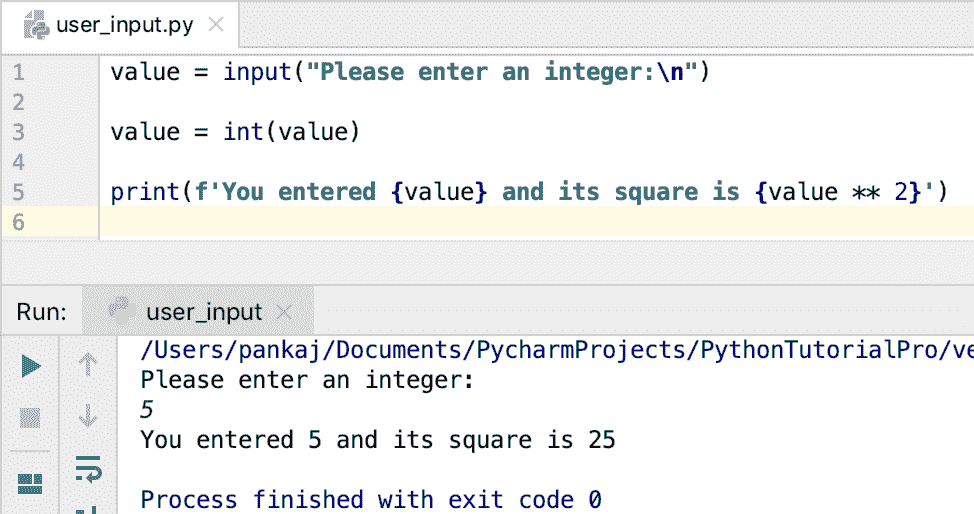 user_input.py
1 value = input("Please enter an integer:\n")
2
3 value = int(value)
4
5 print(f'You entered {value} and its square is {value ** 2}')
6
Run: user_input
/Users/pankaj/Documents/PycharmProjects/PythonTutorialPro/ve
Please enter an integer:
5
You entered 5 and its square is 25
Process finished with exit code 0